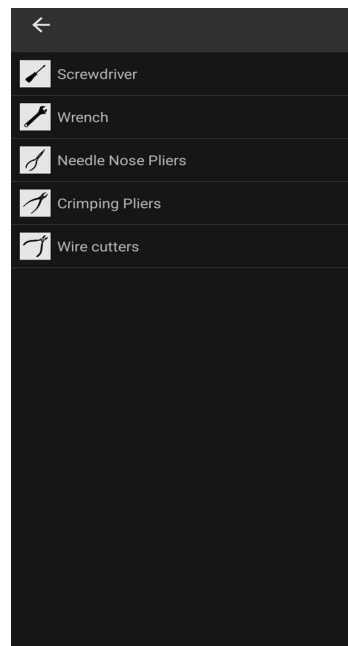 Screwdriver
Wrench
Needle Nose Pliers
Crimping Pliers
Wire cutters